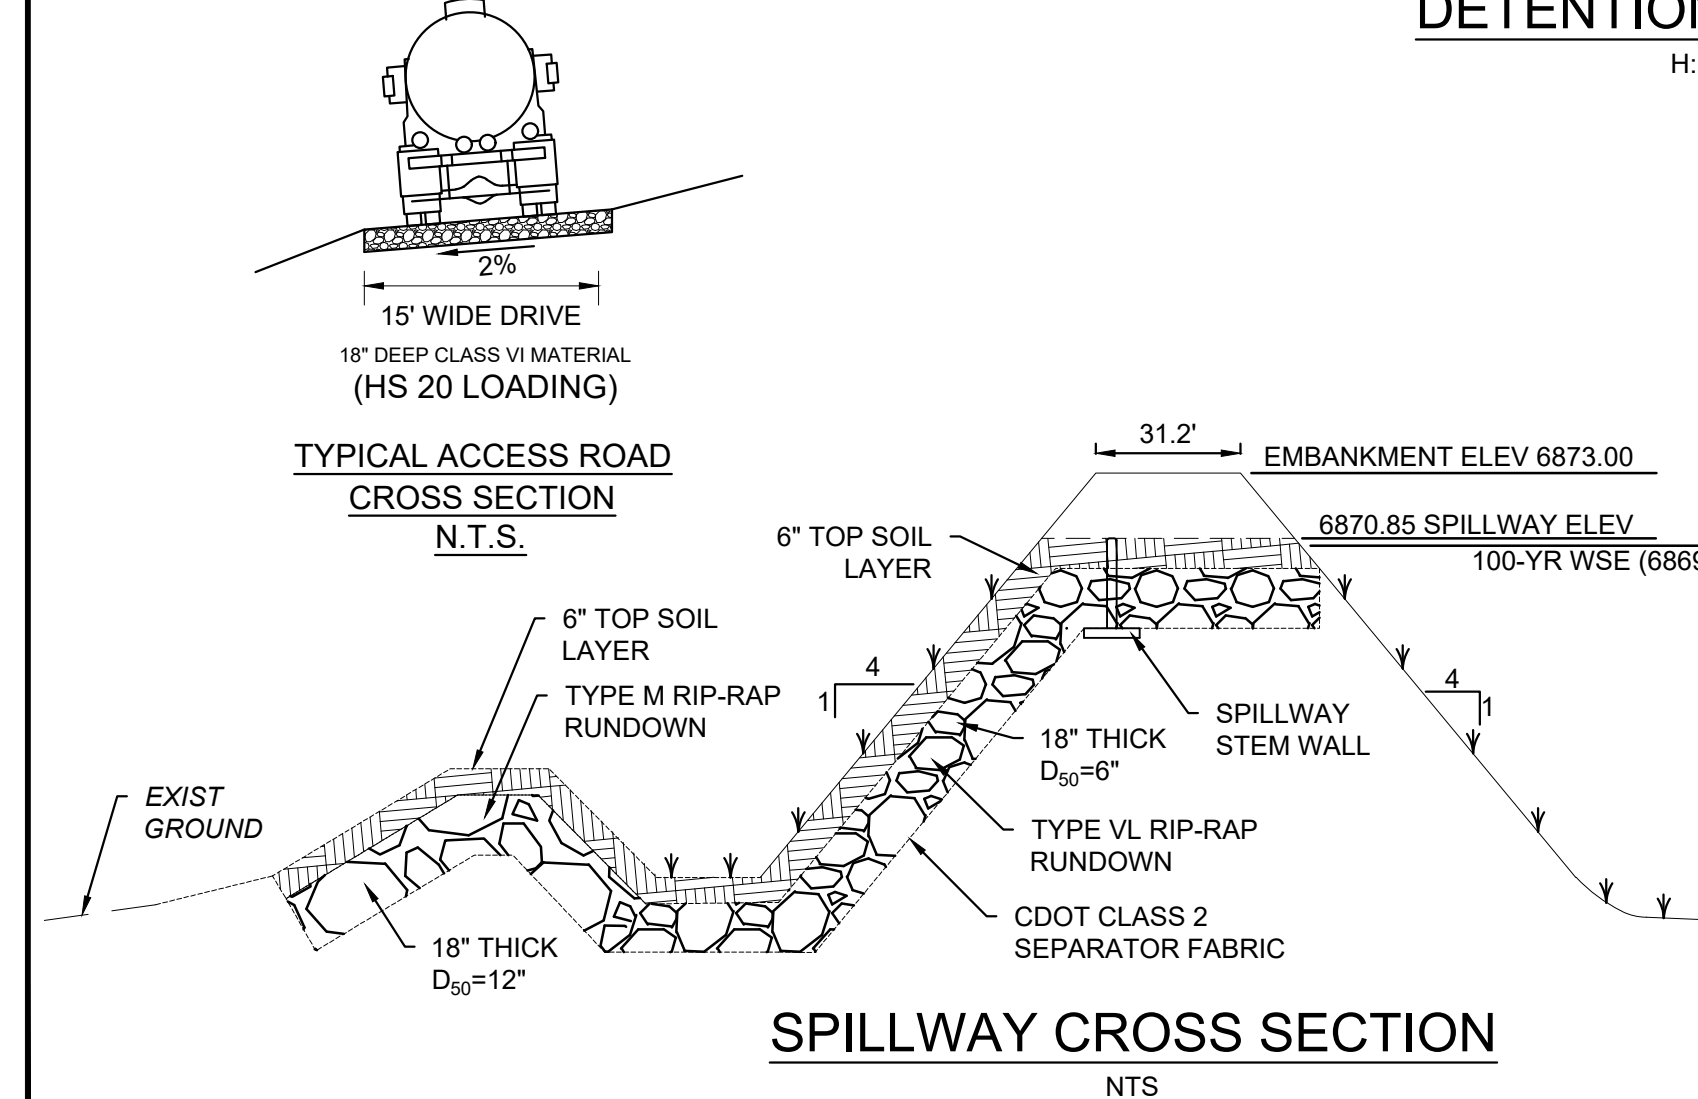 DETENTION
H:
2%
15' WIDE DRIVE
18" DEEP CLASS VI MATERIAL
(HS 20 LOADING)
TYPICAL ACCESS ROAD
CROSS SECTION
N.T.S.
31.2'
EMBANKMENT ELEV 6873.00
6870.85 SPILLWAY ELEV
100-YR WSE (6869
6" TOP SOIL
LAYER
6" TOP SOIL
LAYER
TYPE M RIP-RAP
RUNDOWN
4
1
4
1
SPILLWAY
STEM WALL
18" THICK
D50=6"
EXIST
GROUND
TYPE VL RIP-RAP
RUNDOWN
CDOT CLASS 2
SEPARATOR FABRIC
18" THICK
D50=12"
SPILLWAY CROSS SECTION
NTS